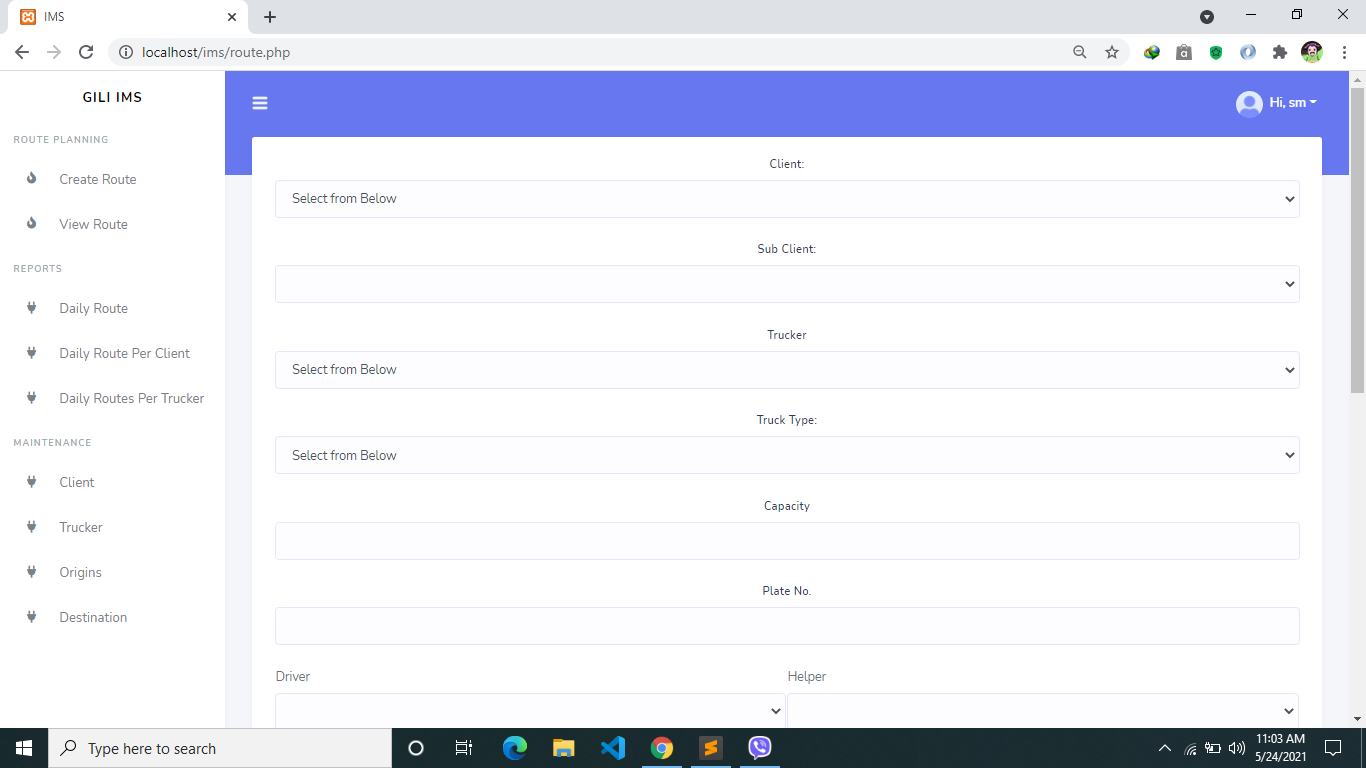 IMS
localhost/ims/route.php
GILI IMS
Hi, sm
ROUTE PLANNING
Create Route
View Route
REPORTS
Daily Route
Daily Route Per Client
Daily Routes Per Trucker
MAINTENANCE
Client
Trucker
Origins
Destination
Client:
Select from Below
Sub Client:
Trucker
Select from Below
Truck Type:
Select from Below
Capacity
Plate No.
Driver Helper
Type here to search
11:03 AM
5/24/2021